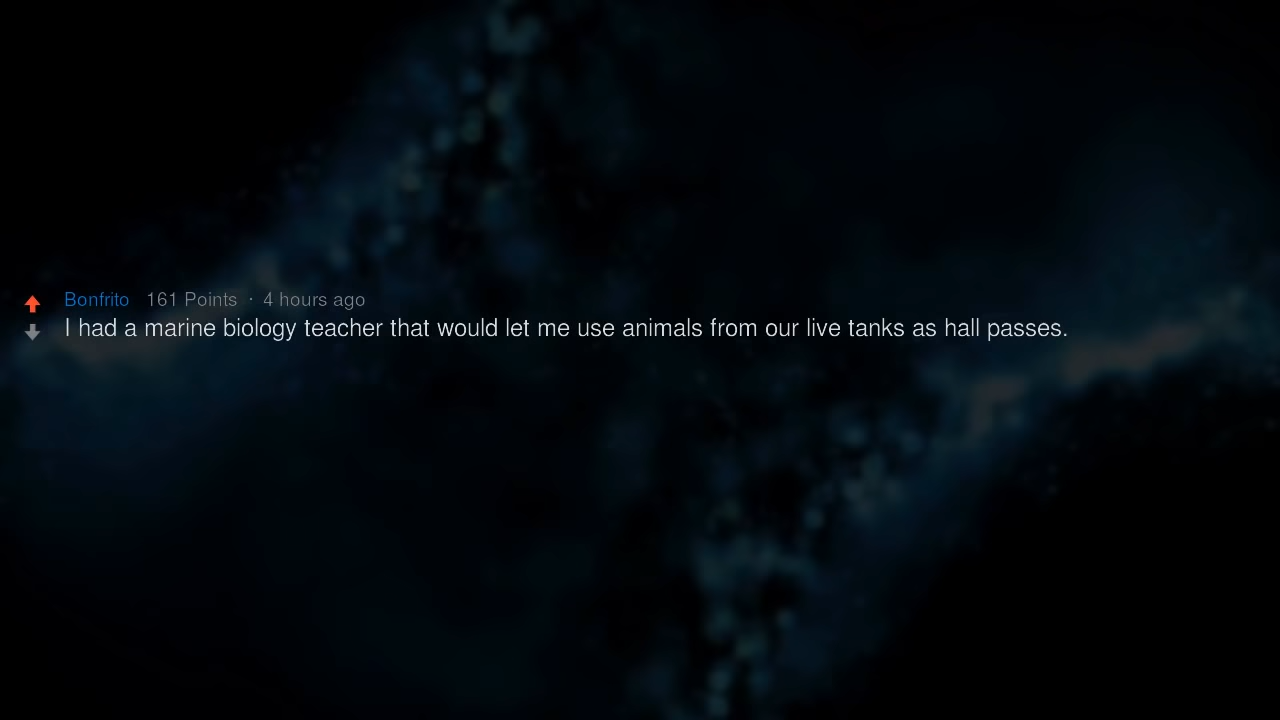 Bonfrito 161 Points · 4 hours ago
I had a marine biology teacher that would let me use animals from our live tanks as hall passes.